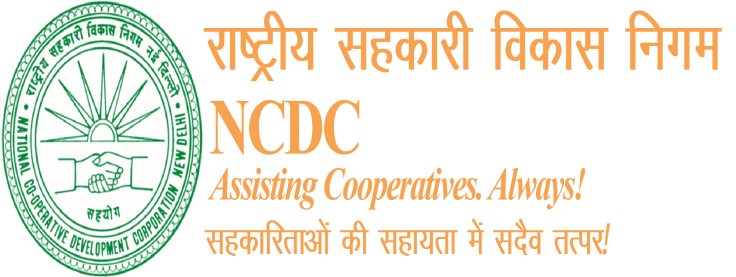 राष्ट्रीय सहकारी विकास निगम नई दिल्ली
सहयोग
NATIONAL CO-OPERATIVE DEVELOPMENT CORPORATION NEW DELHI
राष्ट्रीय सहकारी विकास निगम
NCDC
Assisting Cooperatives. Always!
सहकारिताओं की सहायता में सदैव तत्पर!